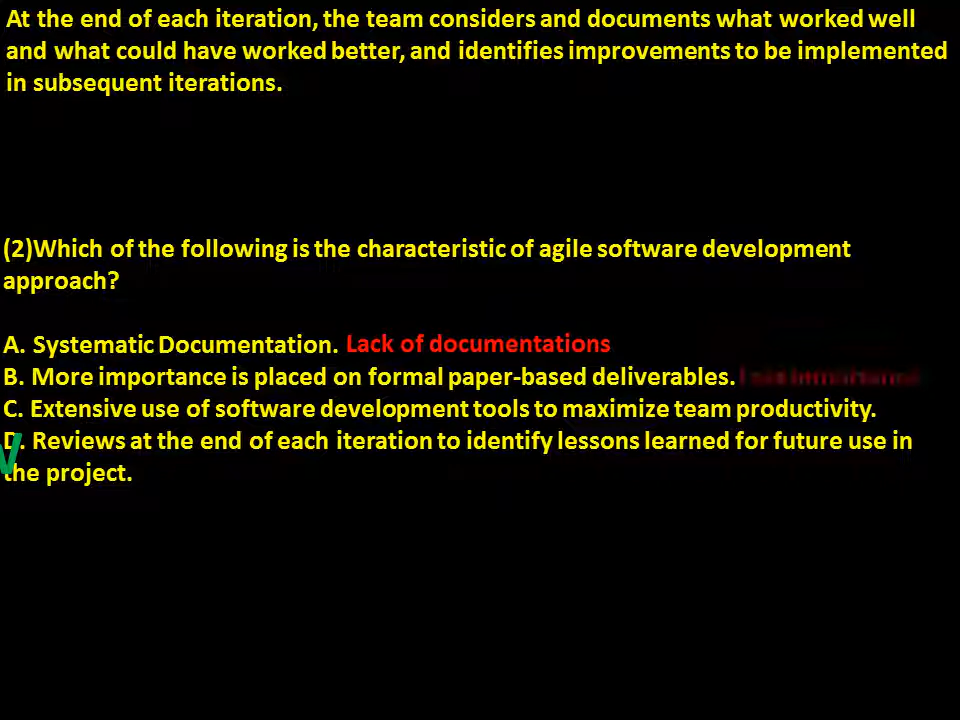 At the end of each iteration, the team considers and documents what worked well
and what could have worked better, and identifies improvements to be implemented
in subsequent iterations.
(2)Which of the following is the characteristic of agile software development
approach?
A. Systematic Documentation. Lack of documentations
B. More importance is placed on formal paper-based deliverables.
C. Extensive use of software development tools to maximize team productivity.
D. Reviews at the end of each iteration to identify lessons learned for future use in
the project.